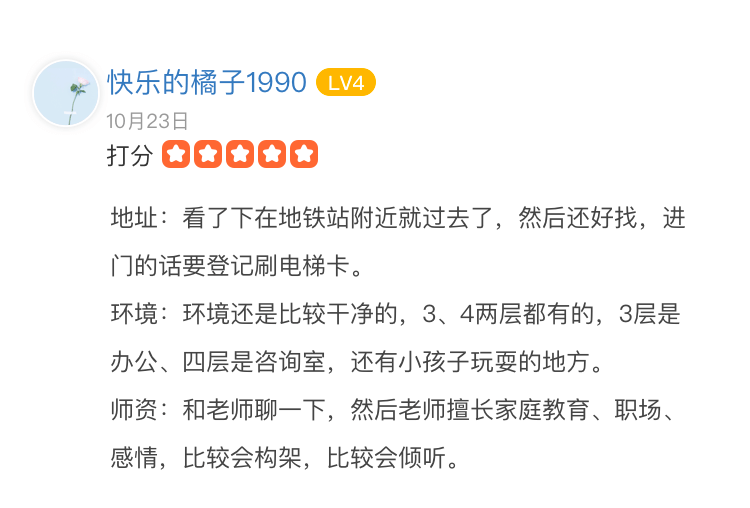 快乐的橘子1990 LV4
10月23日
打分
地址：看了下在地铁站附近就过去了，然后还好找，进
门的话要登记刷电梯卡。
环境：环境还是比较干净的，3、4两层都有的，3层是
办公、四层是咨询室，还有小孩子玩耍的地方。
师资：和老师聊一下，然后老师擅长家庭教育、职场、
感情，比较会构架，比较会倾听。